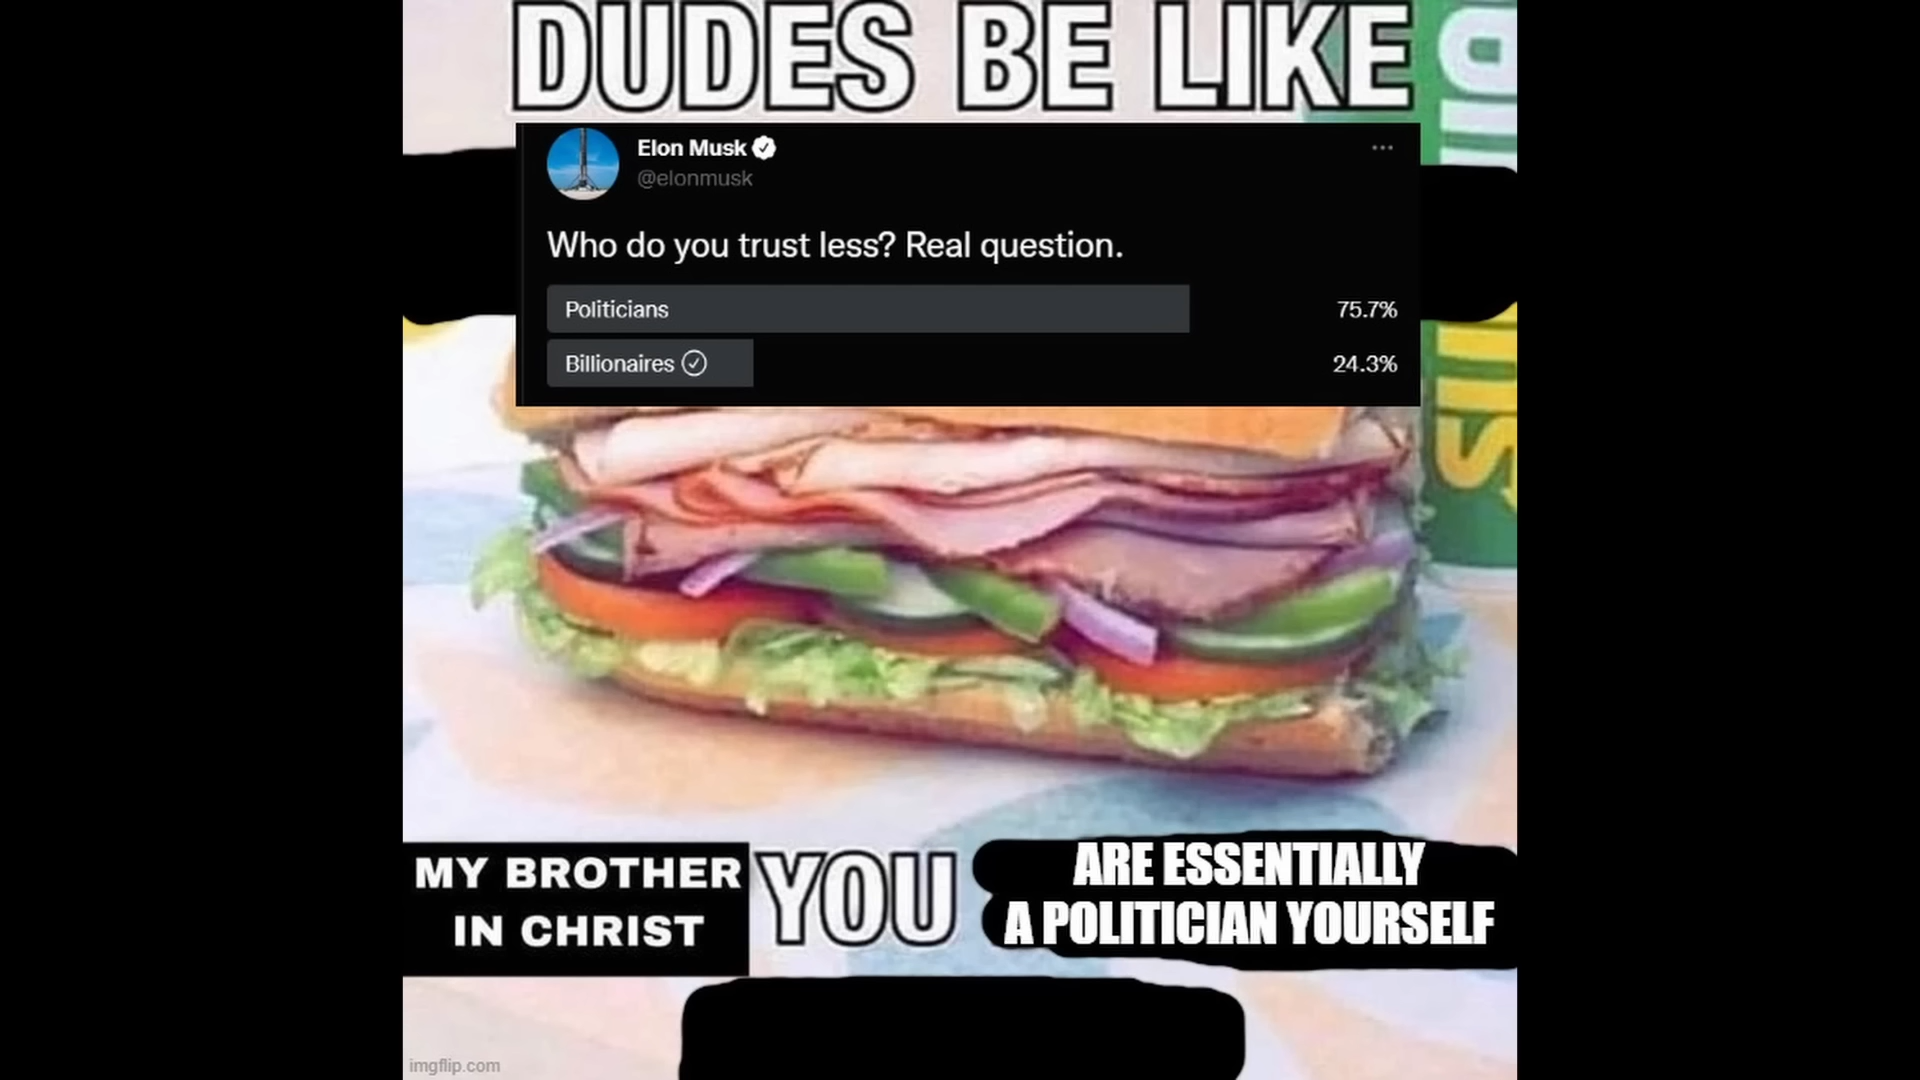 DUDES BE LIKE
Elon Musk
@elonmusk
Who do you trust less? Real question.
Politicians 75.7%
Billionaires 24.3%
MY BROTHER
IN CHRIST
YOU
ARE ESSENTIALLY
A POLITICIAN YOURSELF
imgflip.com